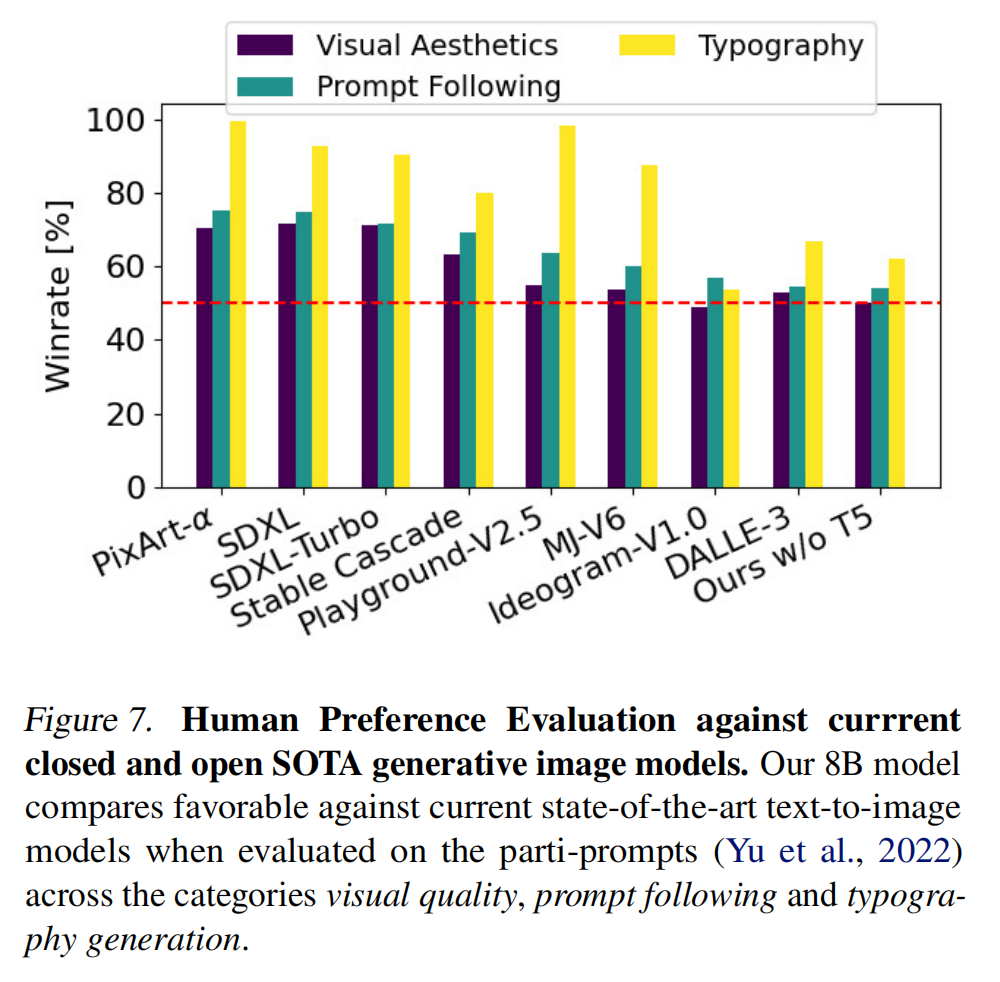 Visual Aesthetics
Prompt Following
Typography
Winrate [%]
100
80
60
40
20
0
PixArt-α
SDXL
SDXL-Turbo
Stable Cascade
Playground-V2.5
MJ-V6
Ideogram-V1.0
DALLE-3
Ours w/o T5
Figure 7. Human Preference Evaluation against currrent
closed and open SOTA generative image models. Our 8B model
compares favorable against current state-of-the-art text-to-image
models when evaluated on the parti-prompts (Yu et al., 2022)
across the categories visual quality, prompt following and typogra-
phy generation.